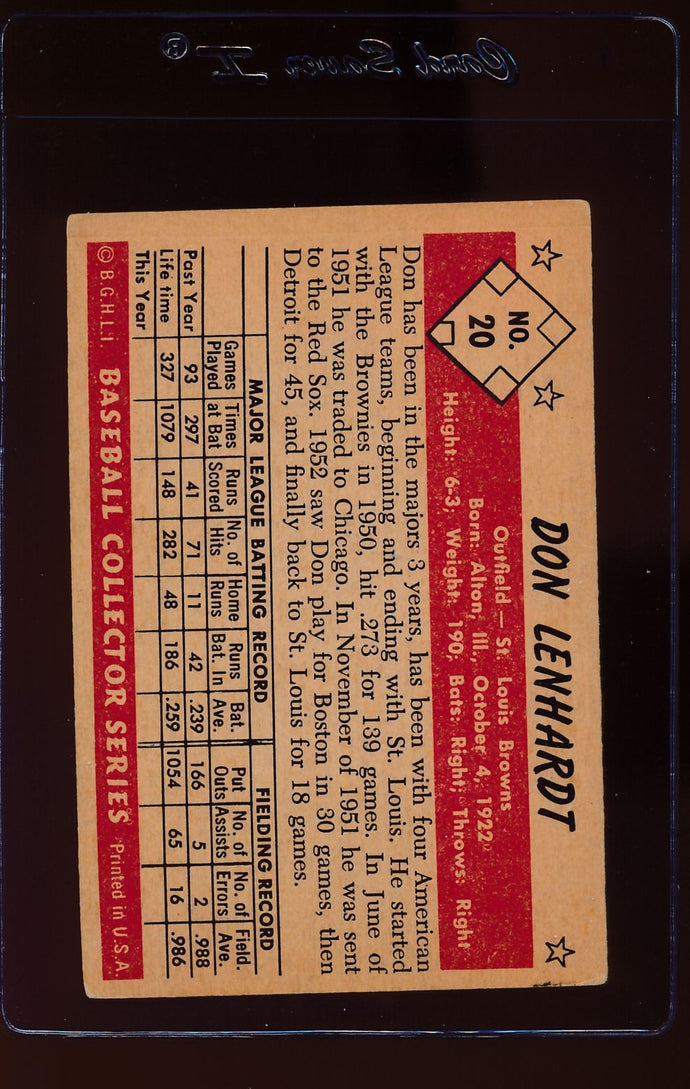 Card Saver II®
NO.
20
DON LENHARDT
Outfield — St. Louis Browns
Born: Alton, Ill., October 4, 1922
Height: 6-3, Weight: 190, Bats: Right; Throws: Right
Don has been in the majors 3 years, has been with four American
League teams, beginning and ending with St. Louis. He started
with the Brownies in 1950, hit .273 for 139 games. In June of
1951 he was traded to Chicago. In November of 1951 he was sent
to the Red Sox. 1952 saw Don play for Boston in 30 games, then
Detroit for 45, and finally back to St. Louis for 18 games.
MAJOR LEAGUE BATTING RECORD FIELDING RECORD
Games Times Runs No. of Home Runs Bat. Put No. of No. of Field.
Played at Bat Scored Hits Runs Bat. In Ave. Outs Assists Errors Ave.
Past Year 93 297 41 71 11 42 .239 166 5 2 .988
Life time 327 1079 148 282 48 186 .259 1054 65 16 .986
This Year
© B.G.H.L.I. BASEBALL COLLECTOR SERIES Printed in U.S.A.